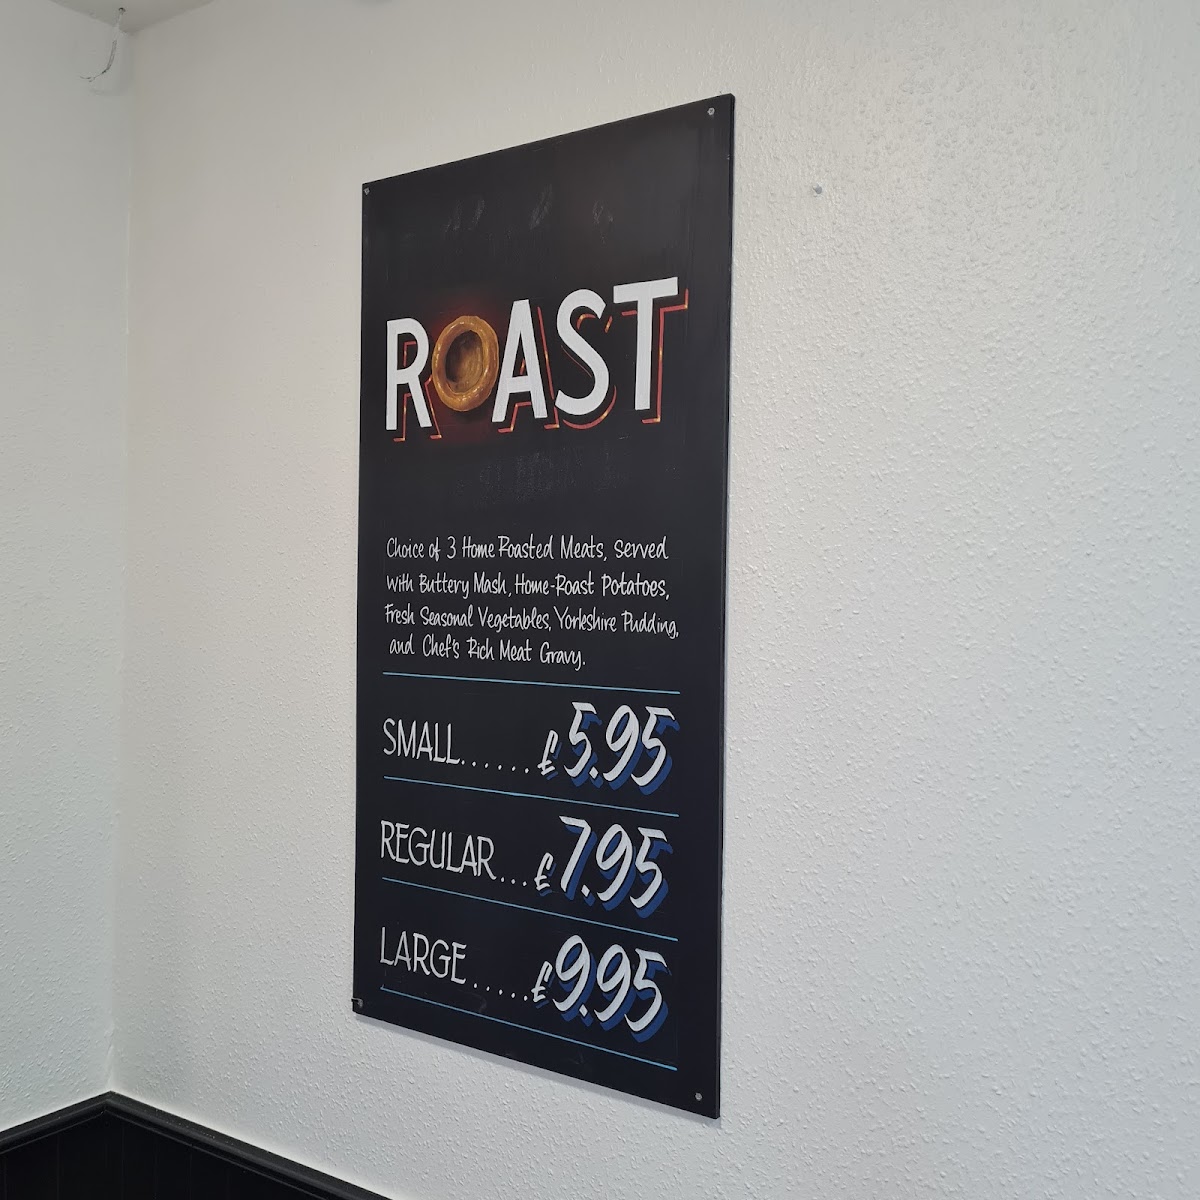 ROAST
Choice of 3 Home Roasted Meats, Served
With Buttery Mash, Home-Roast Potatoes,
Fresh Seasonal Vegetables, Yorkshire Pudding,
and Chef's Rich Meat Gravy.
SMALL...... £5.95
REGULAR... £7.95
LARGE..... £9.95